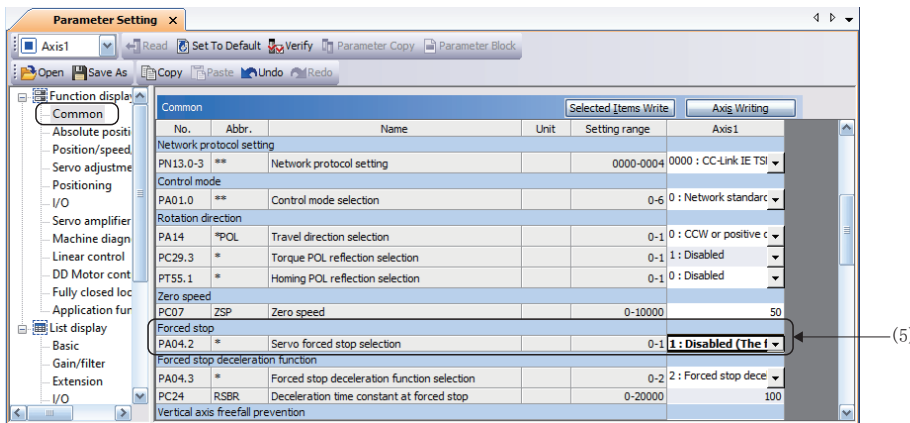 Parameter Setting
Axis1 Read Set To Default Verify Parameter Copy Parameter Block
Open Save As Copy Paste Undo Redo
Function displa
Common
Absolute positi
Position/speed,
Servo adjustme
Positioning
I/O
Servo amplifier
Machine diagn
Linear control
DD Motor cont
Fully closed loc
Application fur
List display
Basic
Gain/filter
Extension
I/O
Common Selected Items Write Axis Writing
No. Abbr. Name Unit Setting range Axis1
Network protocol setting
PN13.0-3 ** Network protocol setting 0000-0004 0000 : CC-Link IE TSI
Control mode
PA01.0 ** Control mode selection 0-6 0 : Network standarc
Rotation direction
PA14 *POL Travel direction selection 0-1 0 : CCW or positive c
PC29.3 * Torque POL reflection selection 0-1 1 : Disabled
PT55.1 * Homing POL reflection selection 0-1 0 : Disabled
Zero speed
PC07 ZSP Zero speed 0-10000 50
Forced stop
PA04.2 * Servo forced stop selection 0-1 1 : Disabled (The f
Forced stop deceleration function
PA04.3 * Forced stop deceleration function selection 0-2 2 : Forced stop dece
PC24 RSBR Deceleration time constant at forced stop 0-20000 100
Vertical axis freefall prevention
(5)